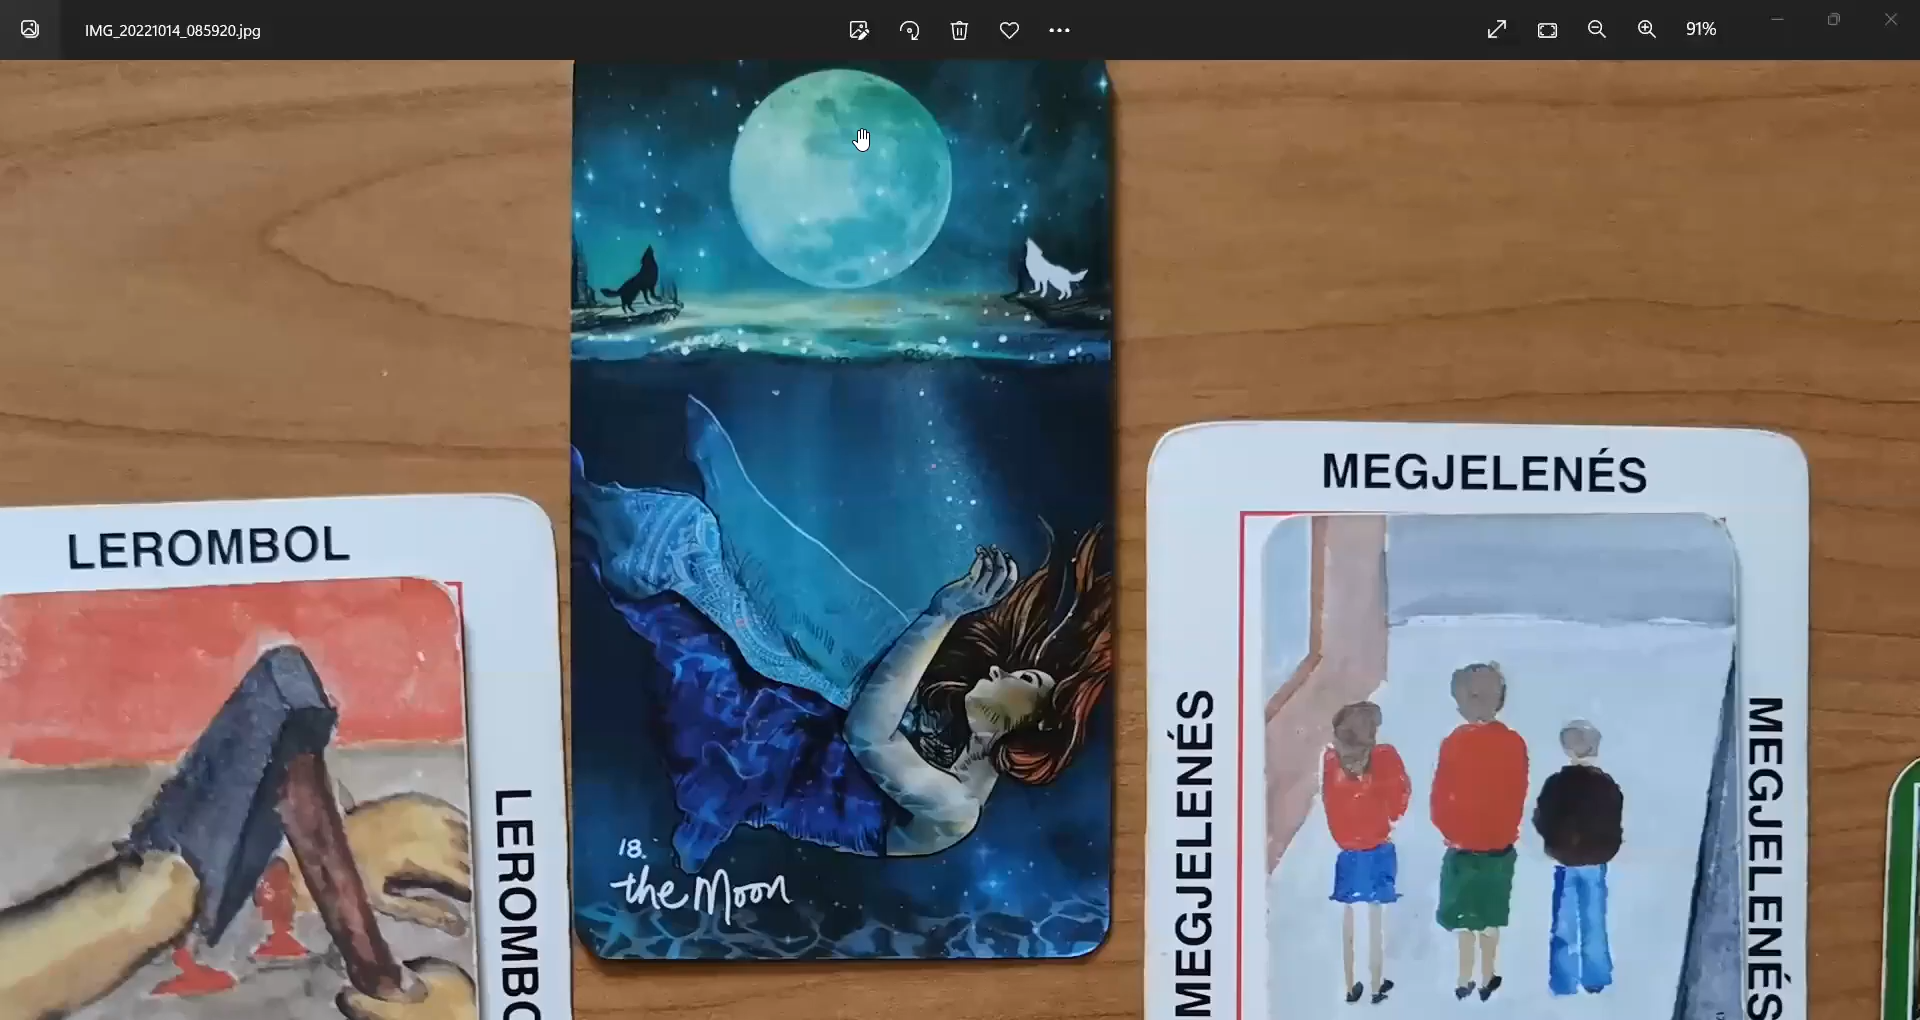 IMG_20221014_085920.jpg
91%
MEGJELENÉS
LEROMBOL
MEGJELENÉS
MEGJELENÉS
LEROMBO
18.
the Moon